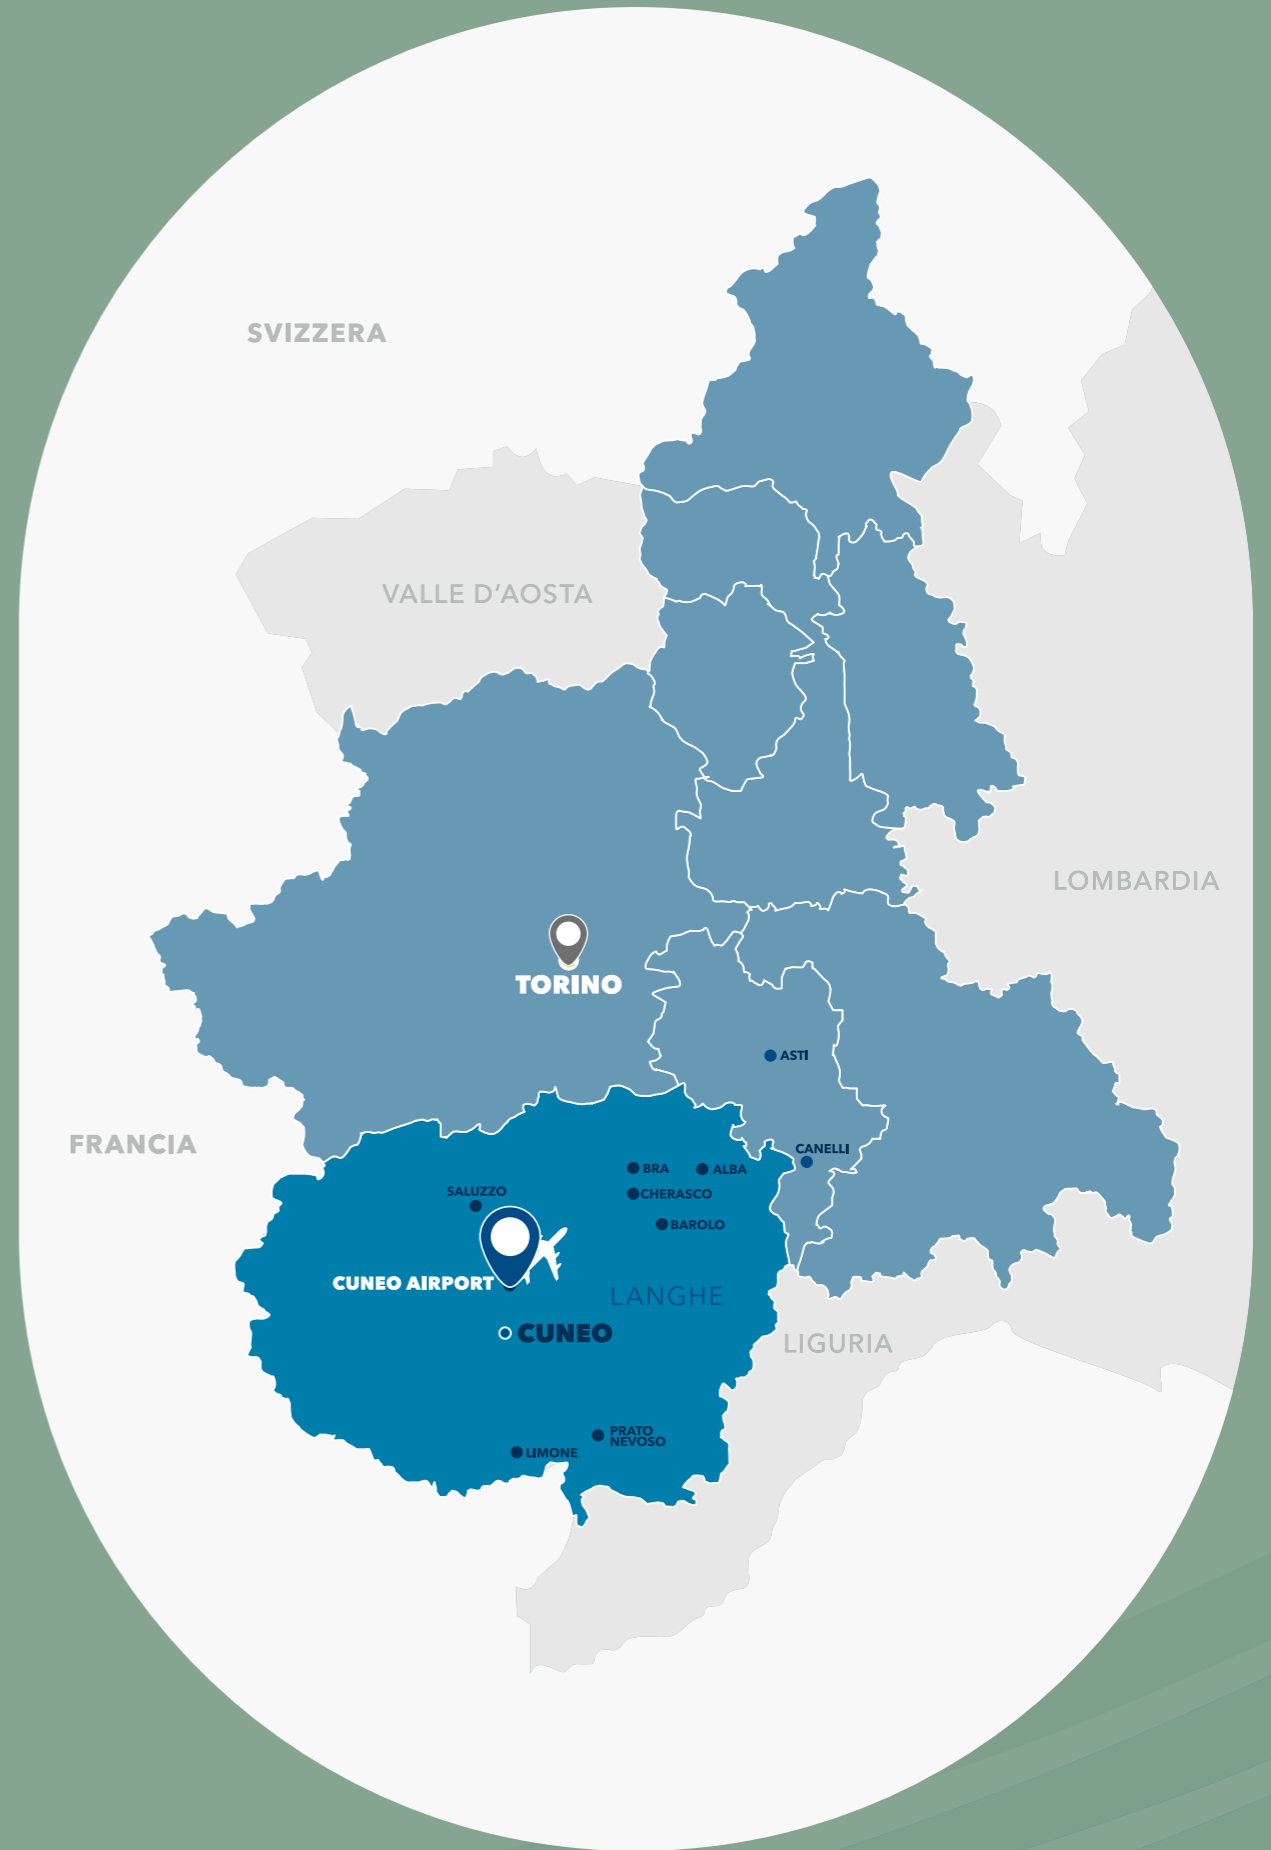 SVIZZERA
VALLE D’AOSTA
LOMBARDIA
TORINO
ASTI
FRANCIA
CANELLI
BRA
ALBA
SALUZZO
CHERASCO
BAROLO
CUNEO AIRPORT
LANGHE
CUNEO
LIGURIA
PRATO
NEVOSO
LIMONE